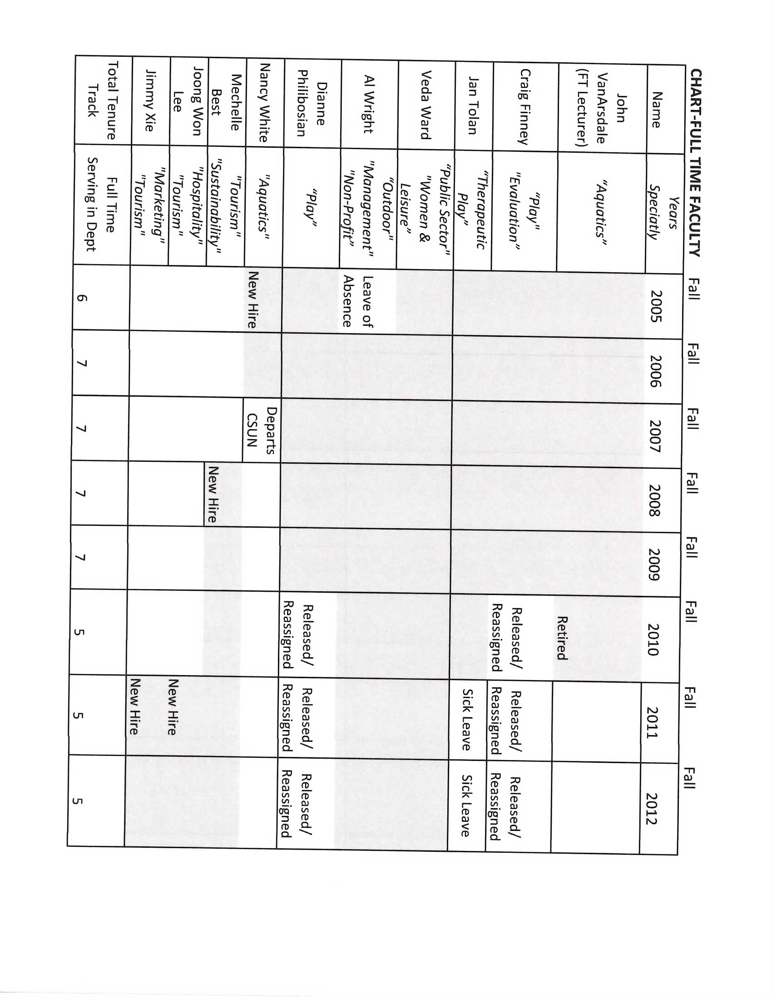 CHART-FULL TIME FACULTY Fall Fall Fall Fall Fall Fall Fall Fall
Years
Name Speciatly 2005 2006 2007 2008 2009 2010 2011 2012
John
VanArsdale "Aquatics"
(FT Lecturer) Retired
Craig Finney "Play" Released/ Released/ Released/
"Evaluation" Reassigned Reassigned Reassigned
Jan Tolan "Therapeutic Sick Leave Sick Leave
Play"
"Public Sector"
Veda Ward "Women &
Leisure"
"Outdoor"
Al Wright "Management" Leave of
"Non-Profit" Absence
Dianne "Play" Released/ Released/ Released/
Philibosian Reassigned Reassigned Reassigned
Nancy White "Aquatics" Departs
New Hire CSUN
Mechelle "Tourism"
Best "Sustainability" New Hire
Joong Won "Hospitality"
Lee "Tourism" New Hire
Jimmy Xie "Marketing"
"Tourism" New Hire
Total Tenure Full Time
Track Serving in Dept 6 7 7 7 7 5 5 5